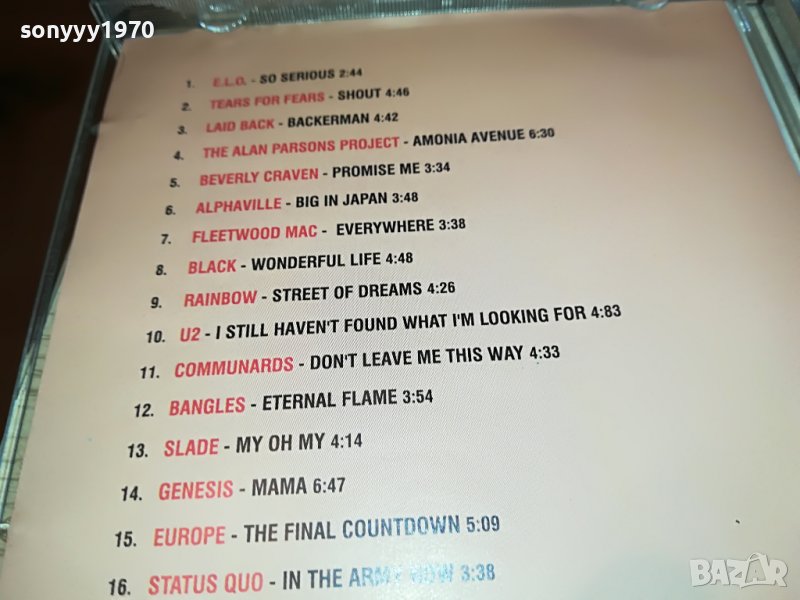 sonyyy1970
1. E.L.O. - SO SERIOUS 2:44
2. TEARS FOR FEARS - SHOUT 4:46
3. LAID BACK - BACKERMAN 4:42
4. THE ALAN PARSONS PROJECT - AMONIA AVENUE 6:30
5. BEVERLY CRAVEN - PROMISE ME 3:34
6. ALPHAVILLE - BIG IN JAPAN 3:48
7. FLEETWOOD MAC - EVERYWHERE 3:38
8. BLACK - WONDERFUL LIFE 4:48
9. RAINBOW - STREET OF DREAMS 4:26
10. U2 - I STILL HAVEN'T FOUND WHAT I'M LOOKING FOR 4:83
11. COMMUNARDS - DON'T LEAVE ME THIS WAY 4:33
12. BANGLES - ETERNAL FLAME 3:54
13. SLADE - MY OH MY 4:14
14. GENESIS - MAMA 6:47
15. EUROPE - THE FINAL COUNTDOWN 5:09
16. STATUS QUO - IN THE ARMY NOW 3:38
BAZAR